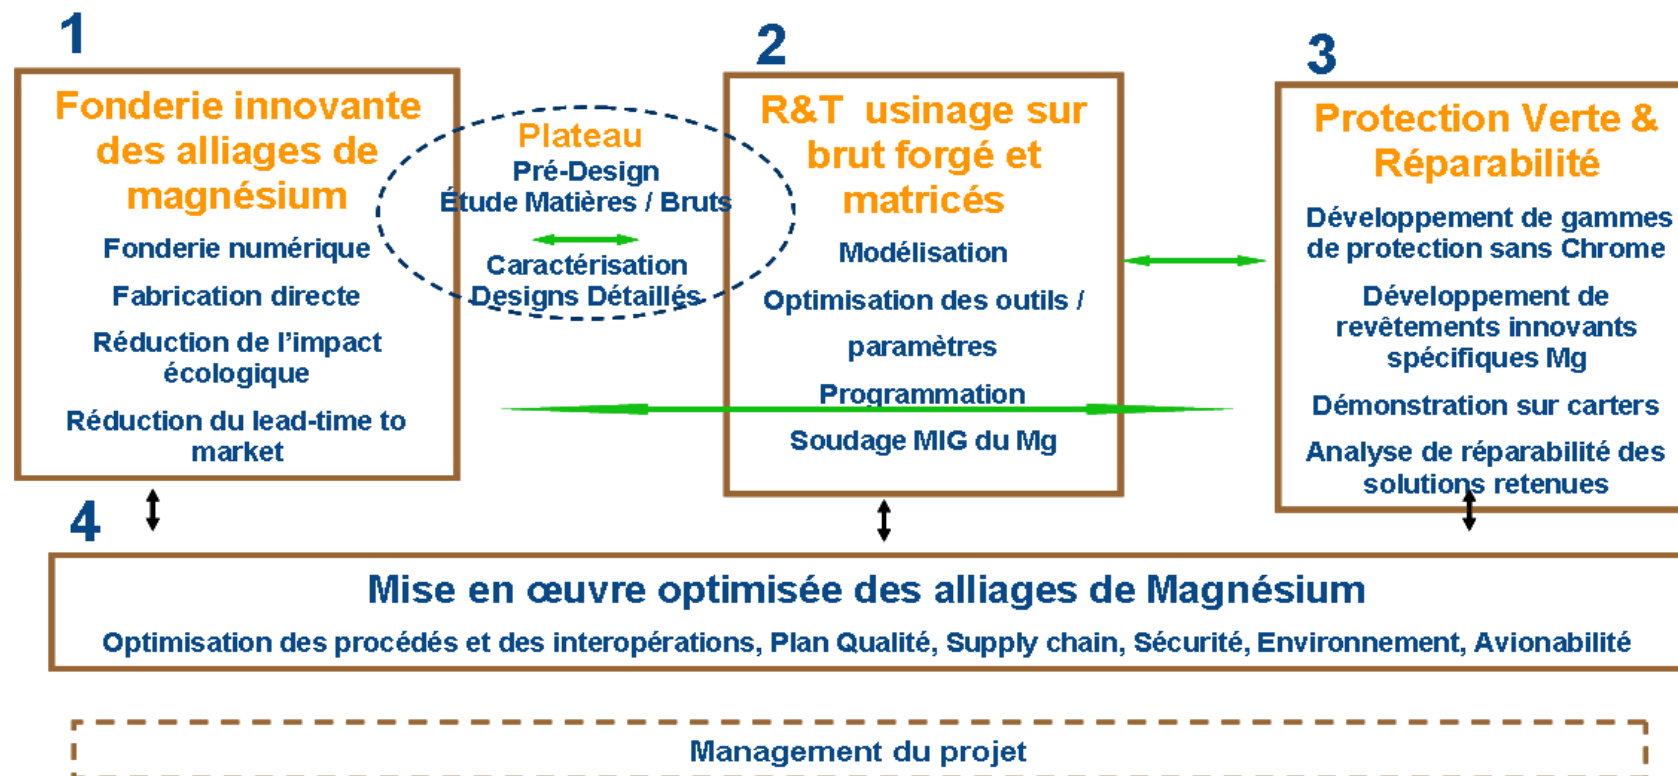 1
Fonderie innovante
des alliages de
magnésium
Fonderie numérique
Fabrication directe
Réduction de l’impact
écologique
Réduction du lead-time to
market
Plateau
Pré-Design
Étude Matières / Bruts
Caractérisation
Designs Détaillés
2
R&T usinage sur
brut forgé et
matricés
Modélisation
Optimisation des outils /
paramètres
Programmation
Soudage MIG du Mg
3
Protection Verte &
Réparabilité
Développement de gammes
de protection sans Chrome
Développement de
revêtements innovants
spécifiques Mg
Démonstration sur carters
Analyse de réparabilité des
solutions retenues
4
Mise en œuvre optimisée des alliages de Magnésium
Optimisation des procédés et des interopérations, Plan Qualité, Supply chain, Sécurité, Environnement, Avionabilité
Management du projet